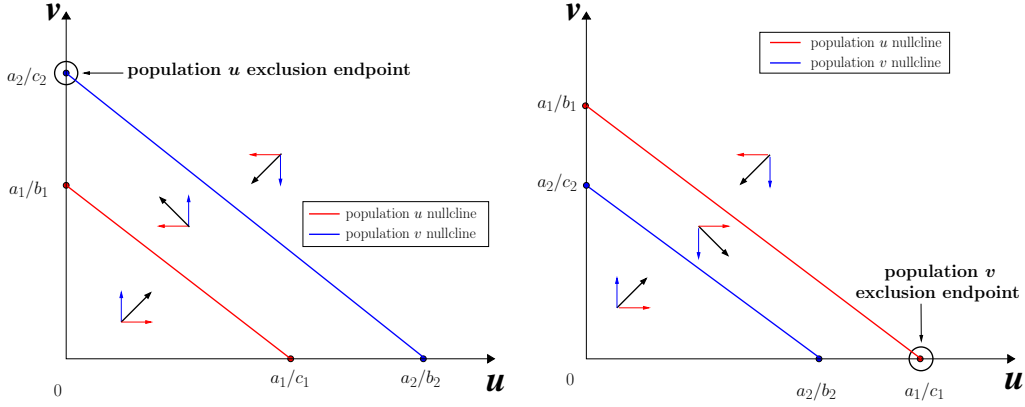 v
a₂/c₂
population u exclusion endpoint
a₁/b₁
population u nullcline
population v nullcline
0
a₁/c₁
a₂/b₂
u
v
population u nullcline
population v nullcline
a₁/b₁
a₂/c₂
population v
exclusion endpoint
0
a₂/b₂
a₁/c₁
u